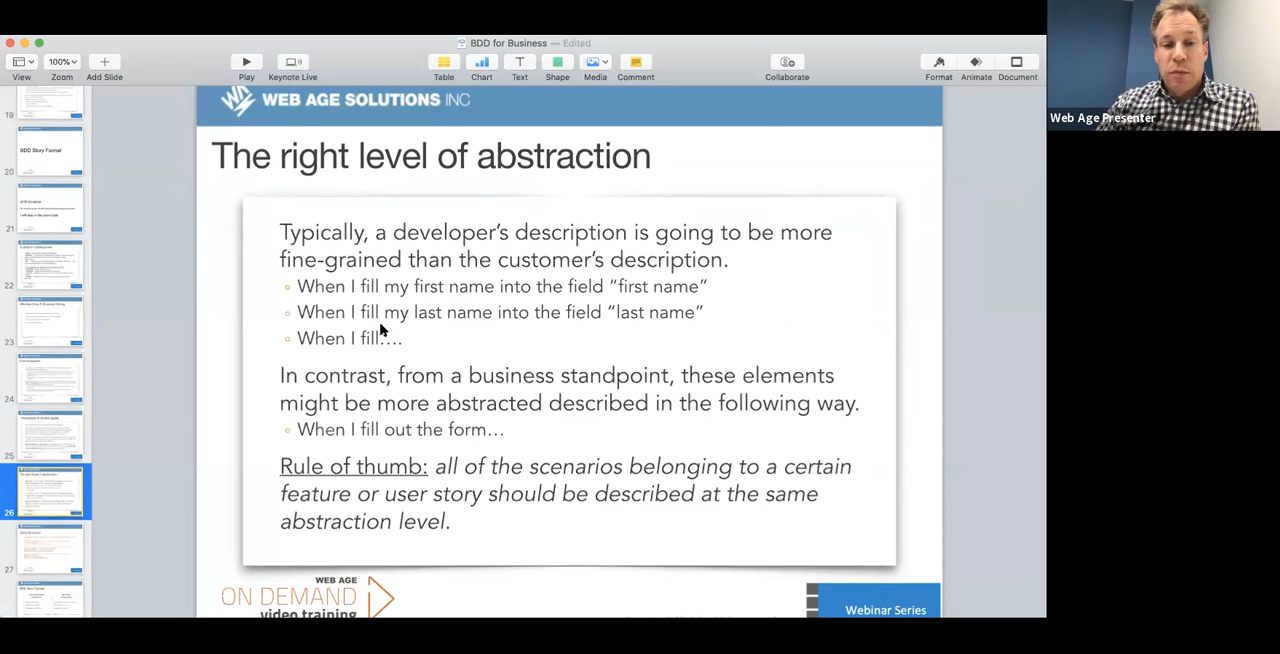 BDD for Business — Edited
View
100%
Zoom
Add Slide
Play
Keynote Live
Table
Chart
Text
Shape
Media
Comment
Collaborate
Format
Animate
Document
Web Age Presenter
WEB AGE SOLUTIONS INC
The right level of abstraction
Typically, a developer's description is going to be more
fine-grained than the customer's description.
When I fill my first name into the field “first name”
When I fill my last name into the field “last name”
When I fill….
In contrast, from a business standpoint, these elements
might be more abstracted described in the following way.
When I fill out the form…
Rule of thumb: all of the scenarios belonging to a certain
feature or user story should be described at the same
abstraction level.
WEB AGE
ON DEMAND
video training
Webinar Series
19
BDD Story Format
20
21
22
23
24
25
26
27